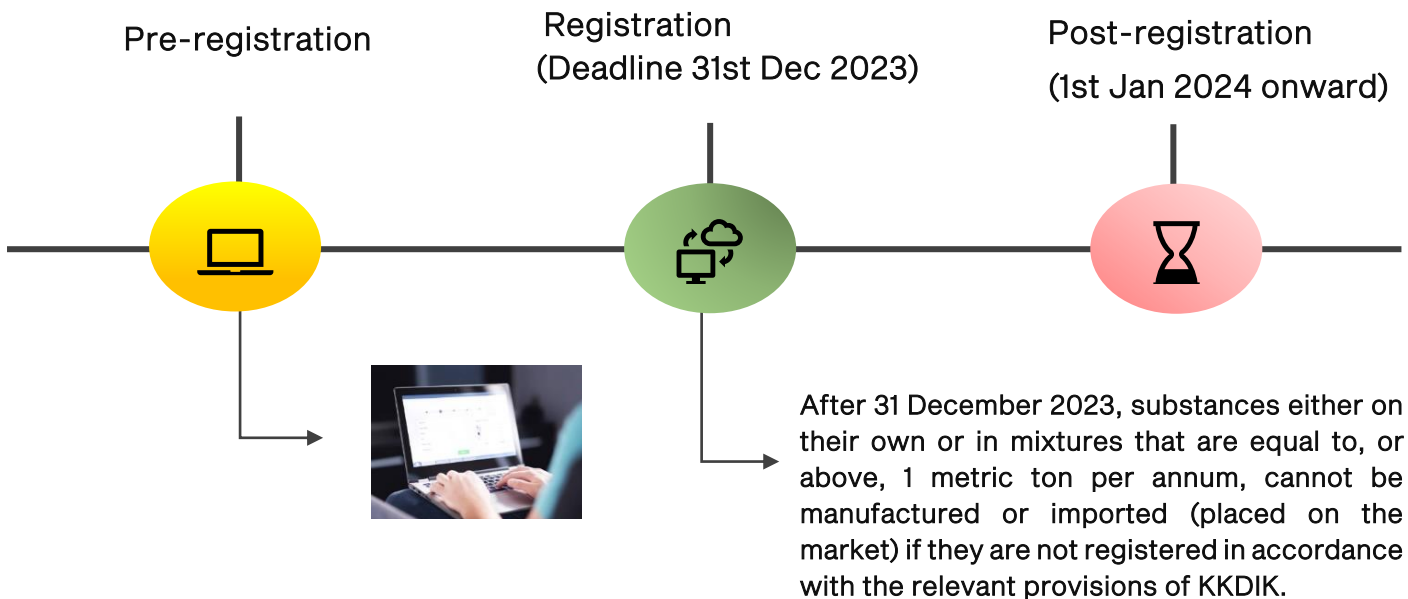 Pre-registration
Registration
(Deadline 31st Dec 2023)
Post-registration
(1st Jan 2024 onward)
After 31 December 2023, substances either on
their own or in mixtures that are equal to, or
above, 1 metric ton per annum, cannot be
manufactured or imported (placed on the
market) if they are not registered in accordance
with the relevant provisions of KKDIK.